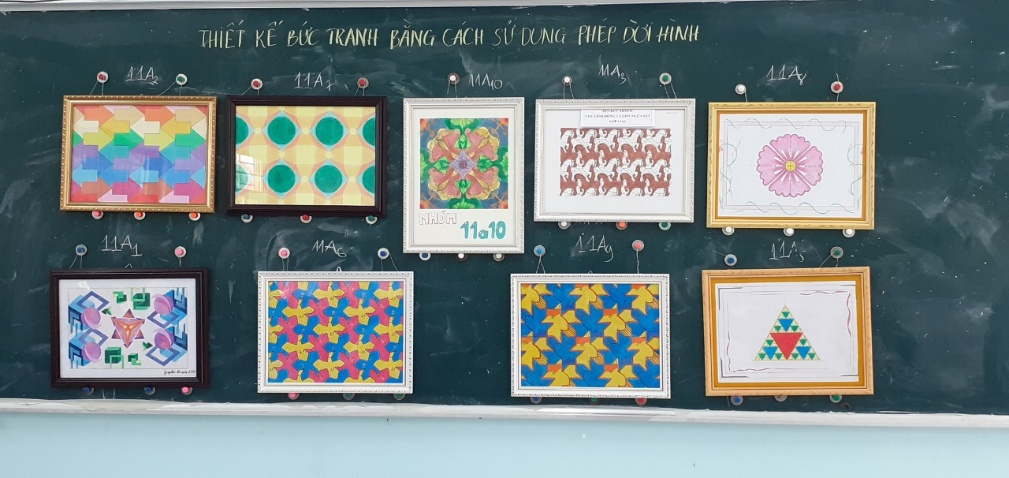 THIẾT KẾ BỨC TRANH BẰNG CÁCH SỬ DỤNG PHÉP DỜI HÌNH
11A2
11A7
11A10
11A3
11A8
NHÓM
11a10
11A1
11A6
11A9
11A5